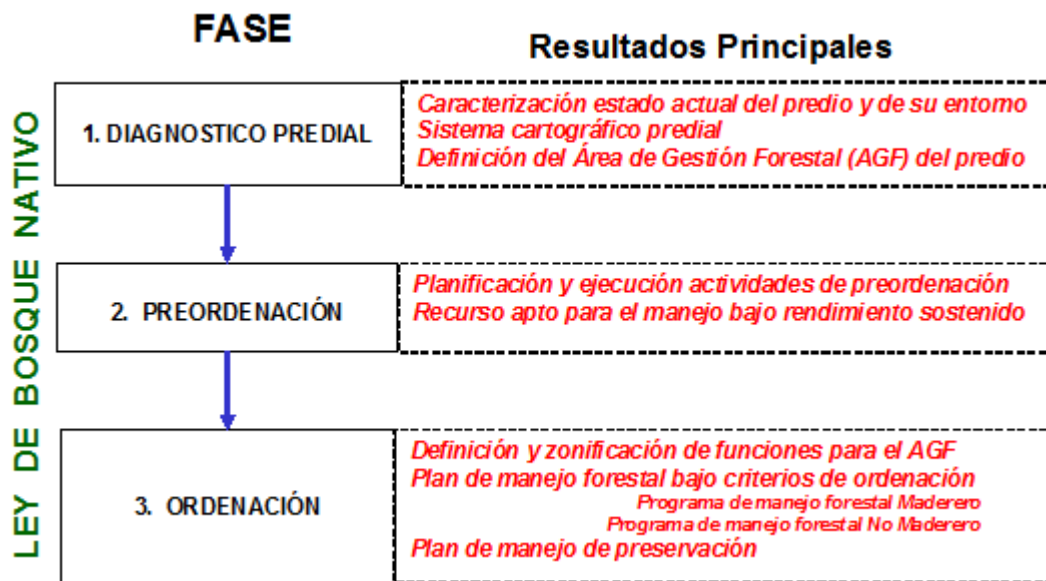 FASE
Resultados Principales
LEY DE BOSQUE NATIVO
1. DIAGNOSTICO PREDIAL
Caracterización estado actual del predio y de su entorno
Sistema cartográfico predial
Definición del Área de Gestión Forestal (AGF) del predio
2. PREORDENACIÓN
Planificación y ejecución actividades de preordenación
Recurso apto para el manejo bajo rendimiento sostenido
3. ORDENACIÓN
Definición y zonificación de funciones para el AGF
Plan de manejo forestal bajo criterios de ordenación
Programa de manejo forestal Maderero
Programa de manejo forestal No Maderero
Plan de manejo de preservación